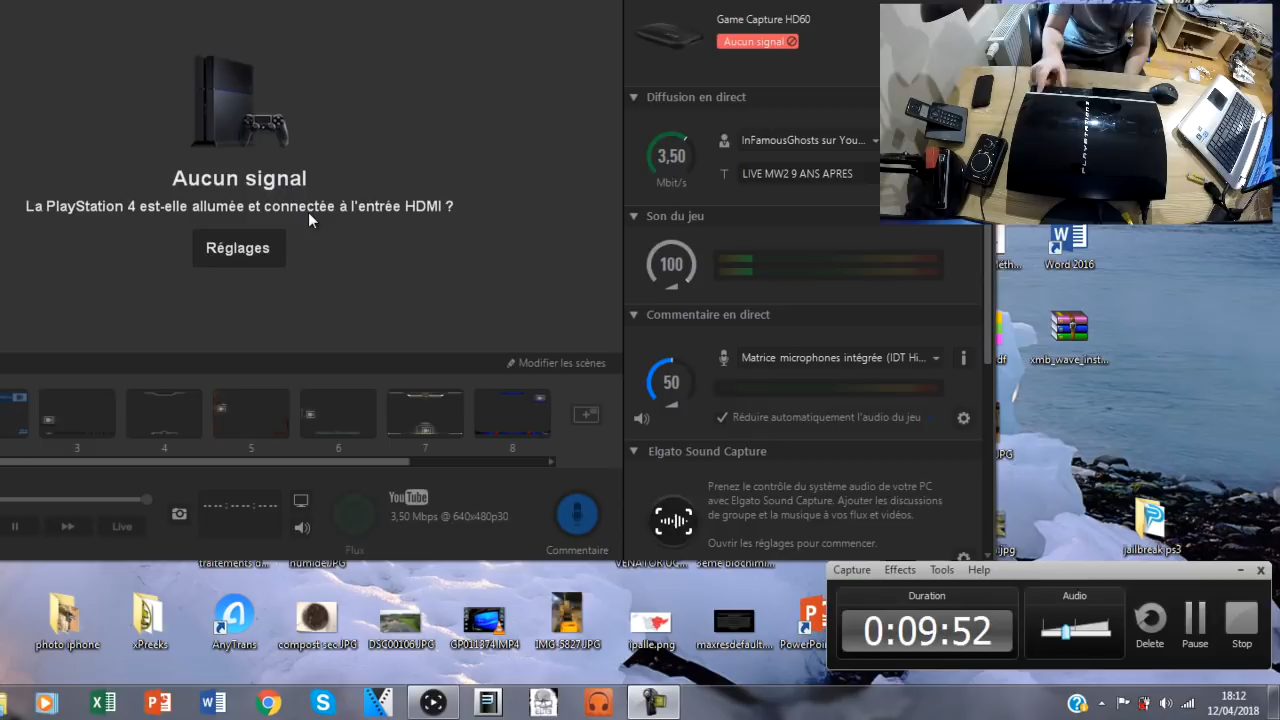 Game Capture HD60
Aucun signal
Aucun signal
La PlayStation 4 est-elle allumée et connectée à l'entrée HDMI ?
Réglages
Diffusion en direct
3,50
Mbit/s
InFamousGhosts sur You...
T LIVE MW2 9 ANS APRES
Son du jeu
100
Commentaire en direct
50
Matrice microphones intégrée (IDT Hi...
Réduire automatiquement l'audio du jeu
Elgato Sound Capture
Prenez le contrôle du système audio de votre PC
avec Elgato Sound Capture. Ajouter les discussions
de groupe et la musique à vos flux et vidéos.
Ouvrir les réglages pour commencer.
Modifier les scènes
3 4 5 6 7 8
Live
--:--:--
Flux
YouTube
3,50 Mbps @ 640x480p30
Commentaire
PLAYSTATION 3
Word 2016
xmb_wave_inst...
jailbreak ps3
photo iphone
xPreeks
AnyTrans
compost sec.JPG
DSC00106.JPG
GP011374.MP4
IMG_5827.JPG
ipalle.png
maxresdefault....
PowerPoin
Capture Effects Tools Help
Duration
0:09:52
Audio
Delete
Pause
Stop
18:12
12/04/2018